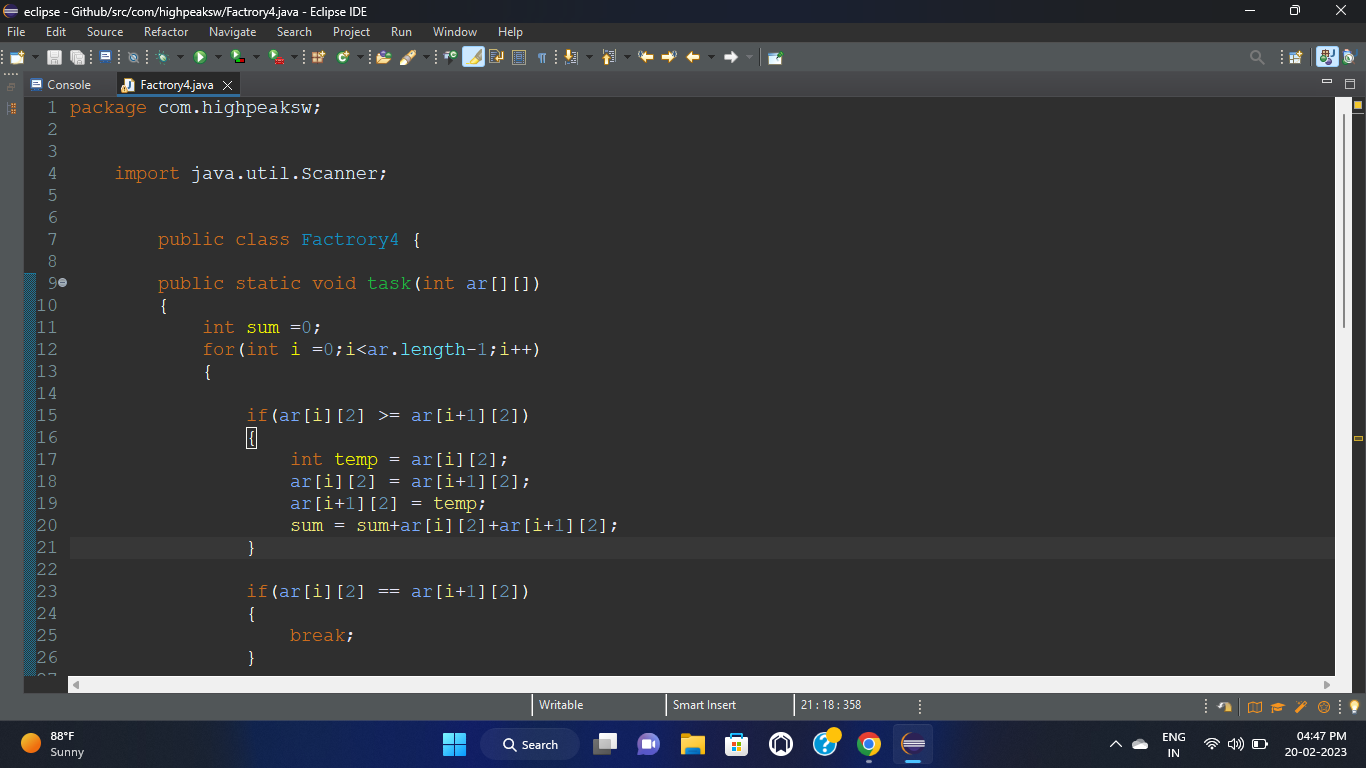 eclipse - Github/src/com/highpeaksw/Factrory4.java - Eclipse IDE
File Edit Source Refactor Navigate Search Project Run Window Help
Console Factrory4.java
1 package com.highpeaksw;
2
3
4 import java.util.Scanner;
5
6
7 public class Factrory4 {
8
9 public static void task(int ar[][])
10 {
11 int sum =0;
12 for(int i =0;i<ar.length-1;i++)
13 {
14
15 if(ar[i][2] >= ar[i+1][2])
16 {
17 int temp = ar[i][2];
18 ar[i][2] = ar[i+1][2];
19 ar[i+1][2] = temp;
20 sum = sum+ar[i][2]+ar[i+1][2];
21 }
22
23 if(ar[i][2] == ar[i+1][2])
24 {
25 break;
26 }
Writable Smart Insert 21 : 18 : 358
88°F
Sunny
Search
ENG
IN
04:47 PM
20-02-2023